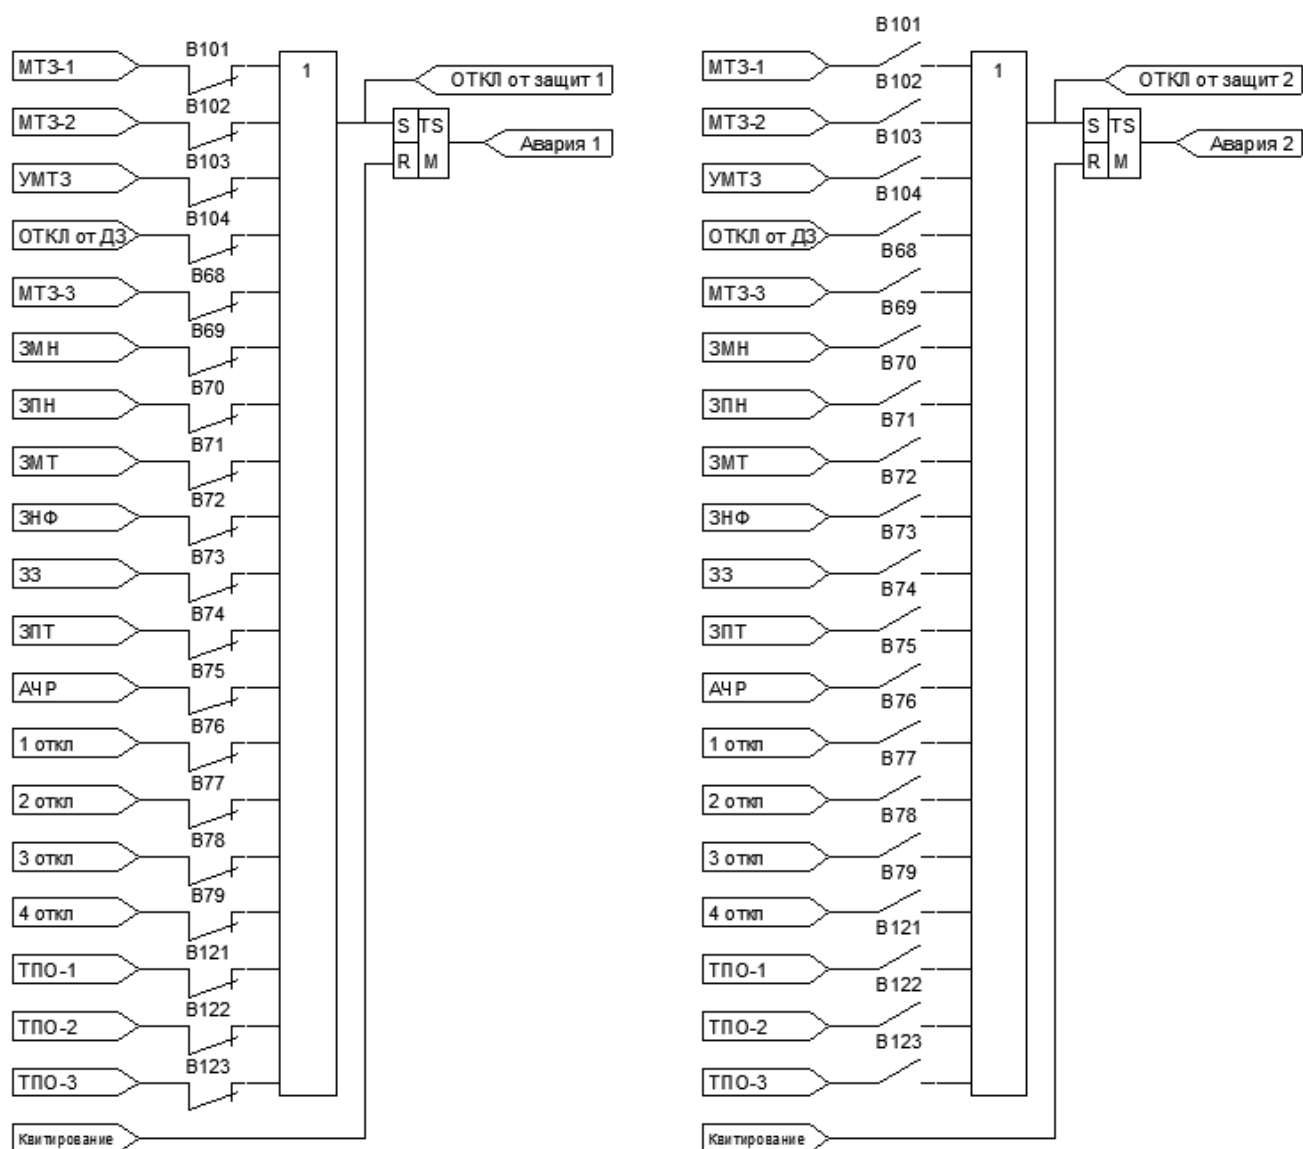 В101
МТЗ-1
1
ОТКЛ от защит 1
В102
МТЗ-2
S
TS
R
M
Авария 1
В103
УМТЗ
В104
ОТКЛ от ДЗ
В68
МТЗ-3
В69
ЗМН
В70
ЗПН
В71
ЗМТ
В72
ЗНФ
В73
ЗЗ
В74
ЗПТ
В75
АЧР
В76
1 откл
В77
2 откл
В78
3 откл
В79
4 откл
В121
ТПО-1
В122
ТПО-2
В123
ТПО-3
Квитирование
В101
МТЗ-1
1
ОТКЛ от защит 2
В102
МТЗ-2
S
TS
R
M
Авария 2
В103
УМТЗ
В104
ОТКЛ от ДЗ
В68
МТЗ-3
В69
ЗМН
В70
ЗПН
В71
ЗМТ
В72
ЗНФ
В73
ЗЗ
В74
ЗПТ
В75
АЧР
В76
1 откл
В77
2 откл
В78
3 откл
В79
4 откл
В121
ТПО-1
В122
ТПО-2
В123
ТПО-3
Квитирование